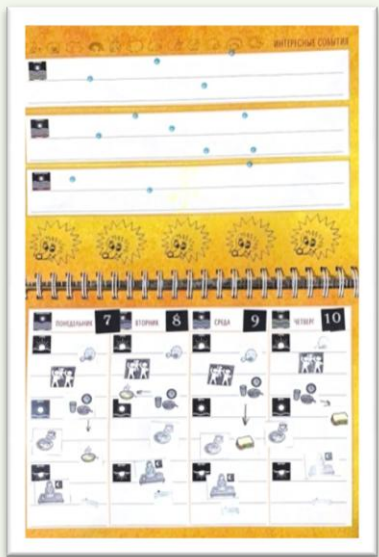 ИНТЕРЕСНЫЕ СОБЫТИЯ
ПОНЕДЕЛЬНИК 7
ВТОРНИК 8
СРЕДА 9
ЧЕТВЕРГ 10